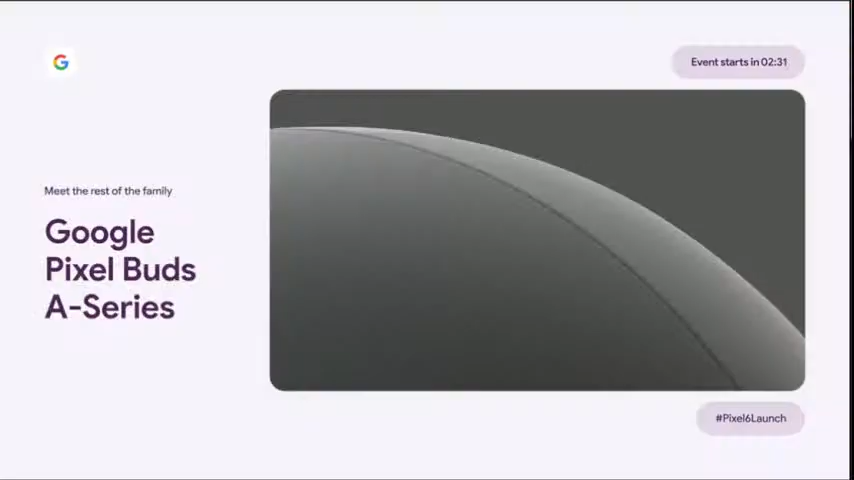 Event starts in 02:31
Meet the rest of the family
Google
Pixel Buds
A-Series
#Pixel6Launch